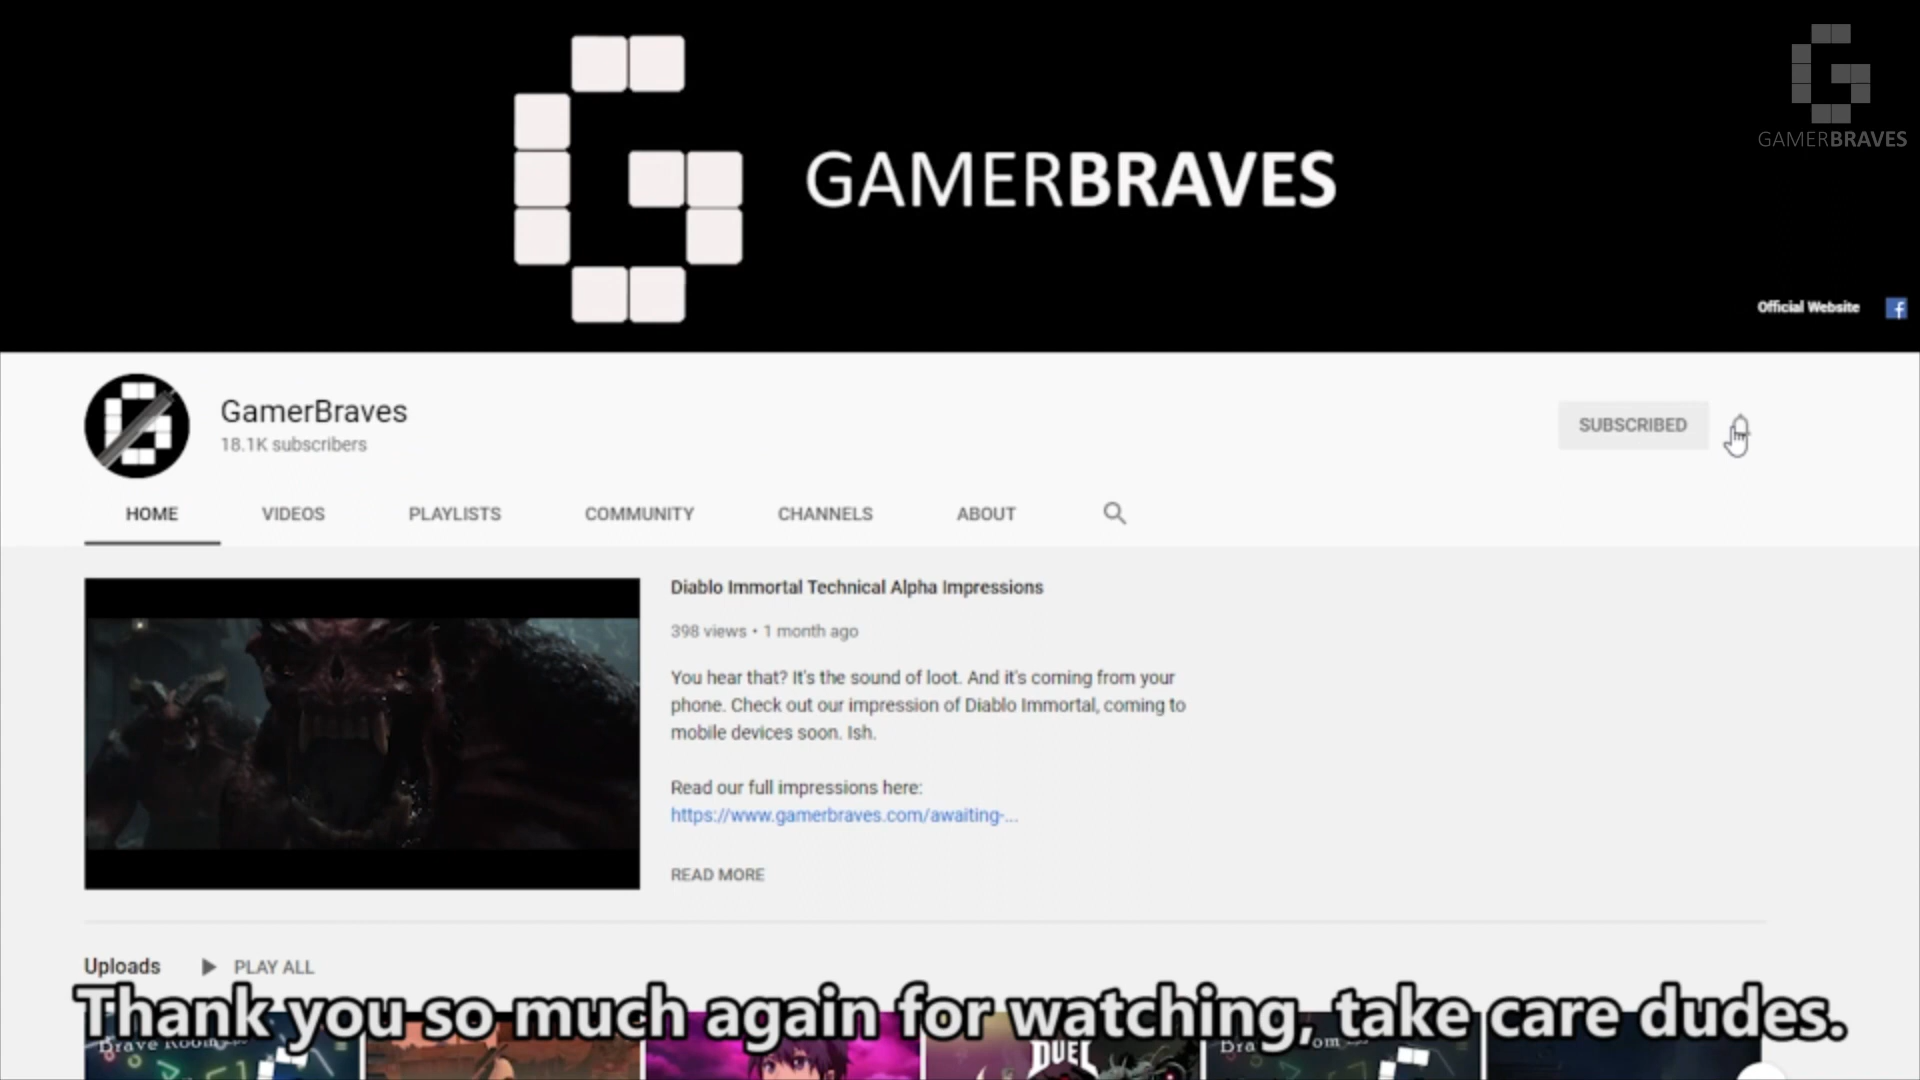 GAMERBRAVES
GAMERBRAVES
Official Website
GamerBraves
18.1K subscribers
SUBSCRIBED
HOME VIDEOS PLAYLISTS COMMUNITY CHANNELS ABOUT
Diablo Immortal Technical Alpha Impressions
398 views • 1 month ago
You hear that? It's the sound of loot. And it's coming from your
phone. Check out our impression of Diablo Immortal, coming to
mobile devices soon. Ish.
Read our full impressions here:
https://www.gamerbraves.com/awaiting-...
READ MORE
Uploads PLAY ALL
Thank you so much again for watching, take care dudes.
DUEL